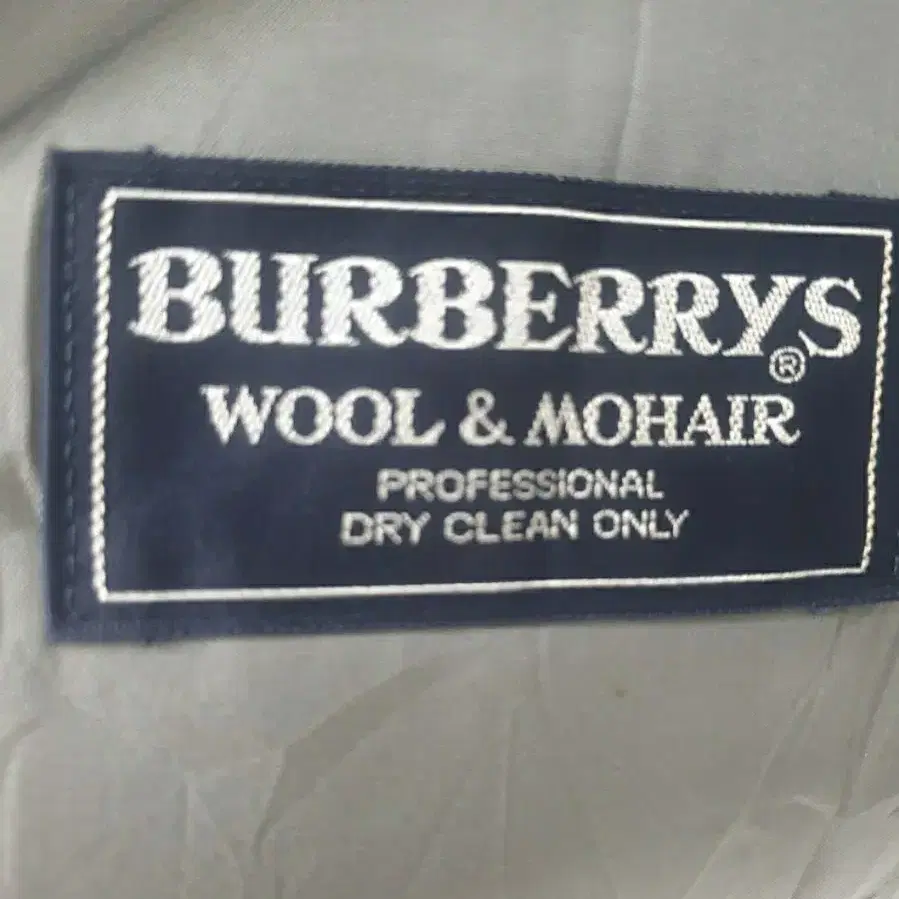 BURBERRYS®
WOOL & MOHAIR
PROFESSIONAL
DRY CLEAN ONLY